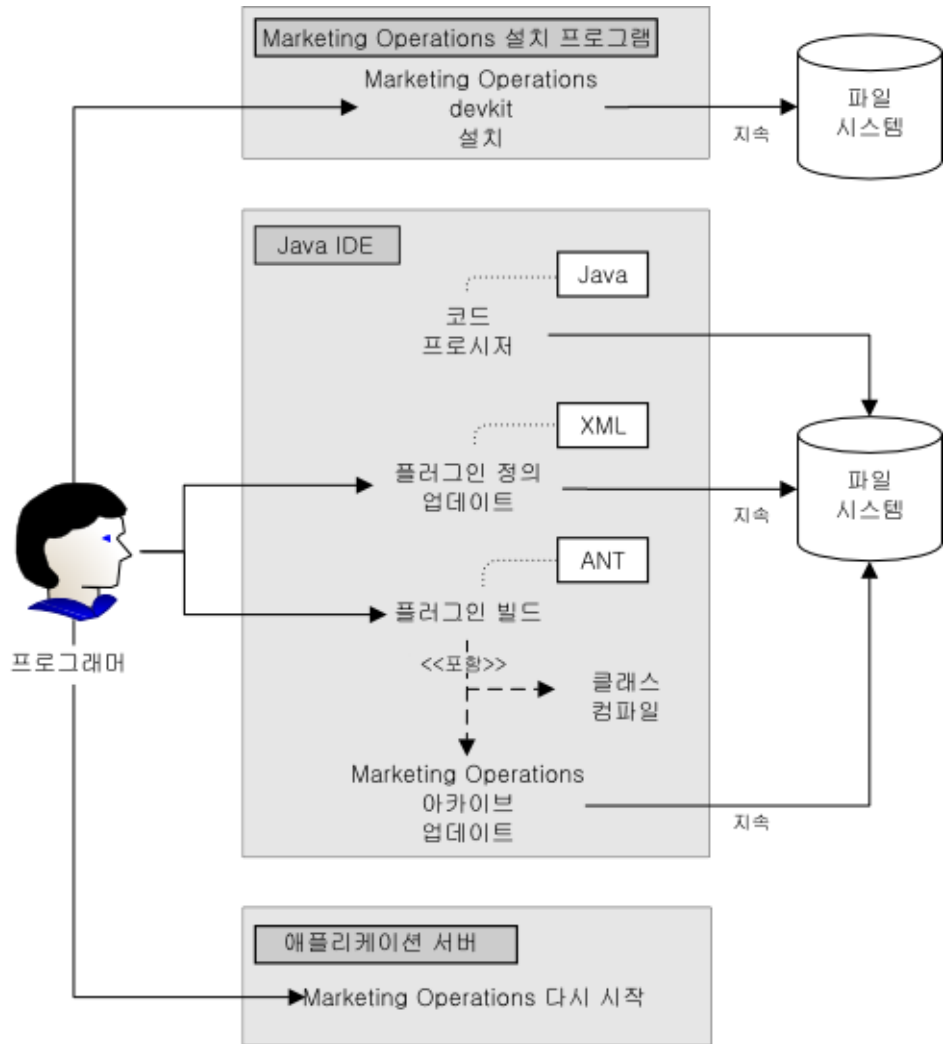 Marketing Operations 설치 프로그램
Marketing Operations
devkit
설치
지속
파일
시스템
Java IDE
Java
코드
프로시저
XML
플러그인 정의
업데이트
지속
파일
시스템
ANT
플러그인 빌드
<<포함>>
클래스
컴파일
Marketing Operations
아카이브
업데이트
지속
프로그래머
애플리케이션 서버
Marketing Operations 다시 시작